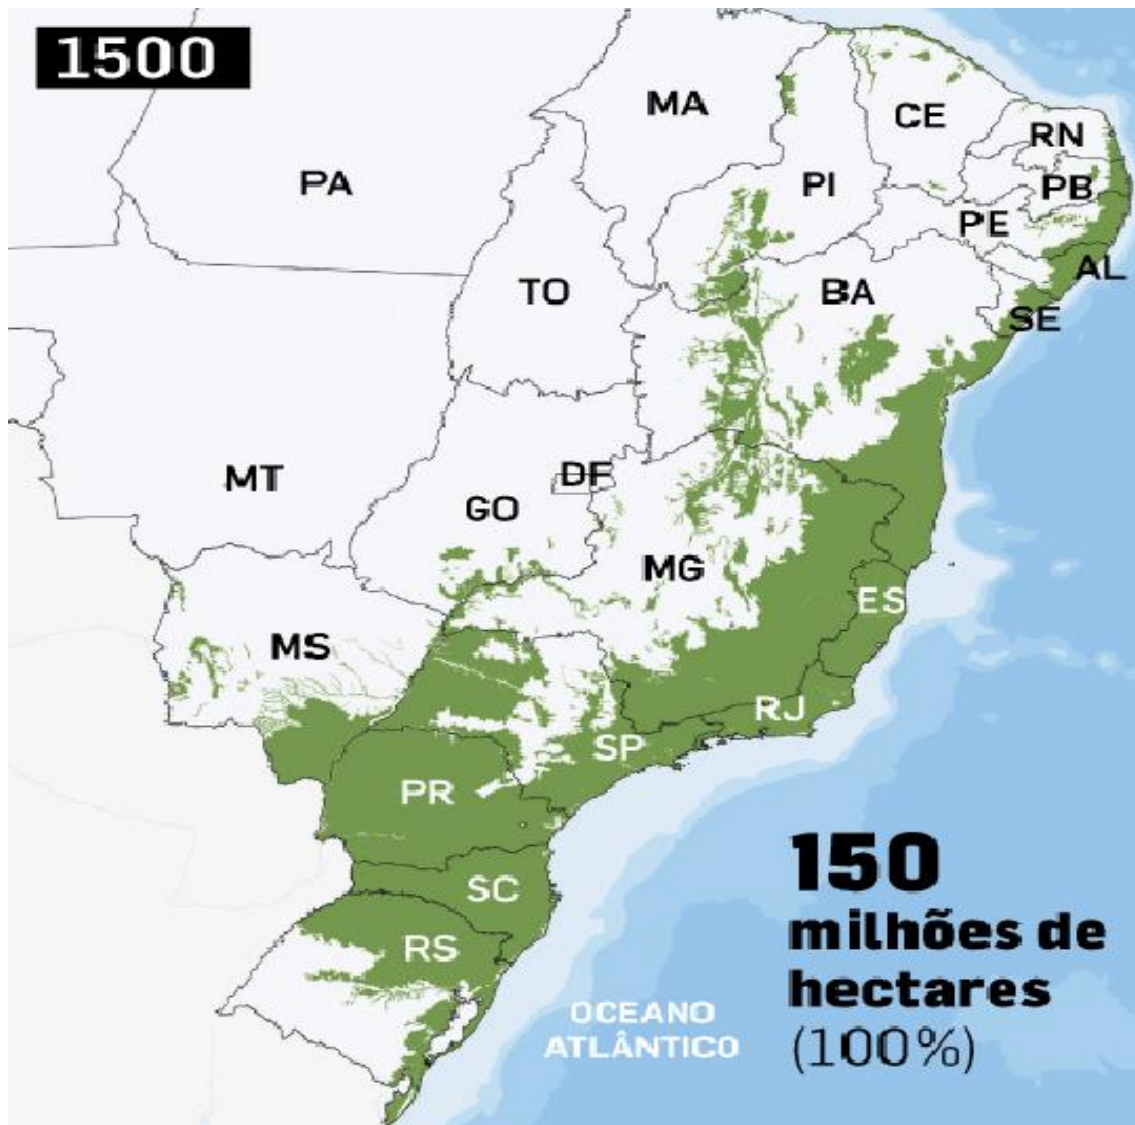 1500
MA
CE
RN
PA
PI
PB
PE
TO
BA
AL
SE
MT
DF
GO
MG
ES
MS
RJ
SP
PR
SC
RS
150
milhões de
hectares
(100%)
OCEANO
ATLÂNTICO